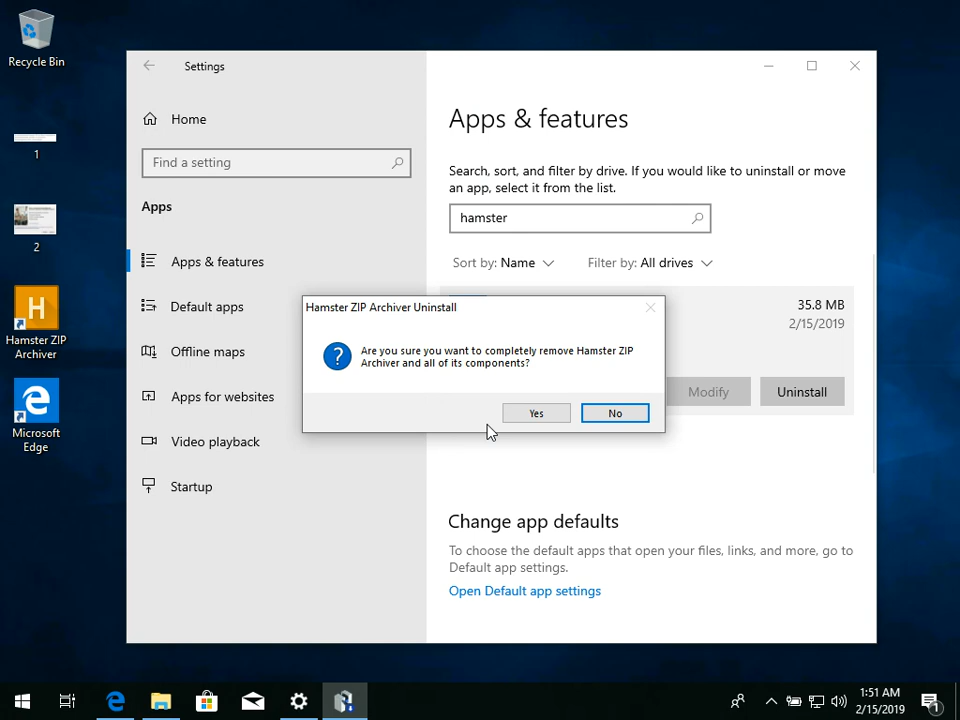 Recycle Bin
1
2
H
Hamster ZIP
Archiver
Microsoft
Edge
Settings
Home
Find a setting
Apps
Apps & features
Default apps
Offline maps
Apps for websites
Video playback
Startup
Apps & features
Search, sort, and filter by drive. If you would like to uninstall or move
an app, select it from the list.
hamster
Sort by: Name
Filter by: All drives
35.8 MB
2/15/2019
Modify
Uninstall
Hamster ZIP Archiver Uninstall
Are you sure you want to completely remove Hamster ZIP
Archiver and all of its components?
Yes
No
Change app defaults
To choose the default apps that open your files, links, and more, go to
Default app settings.
Open Default app settings
1:51 AM
2/15/2019
1